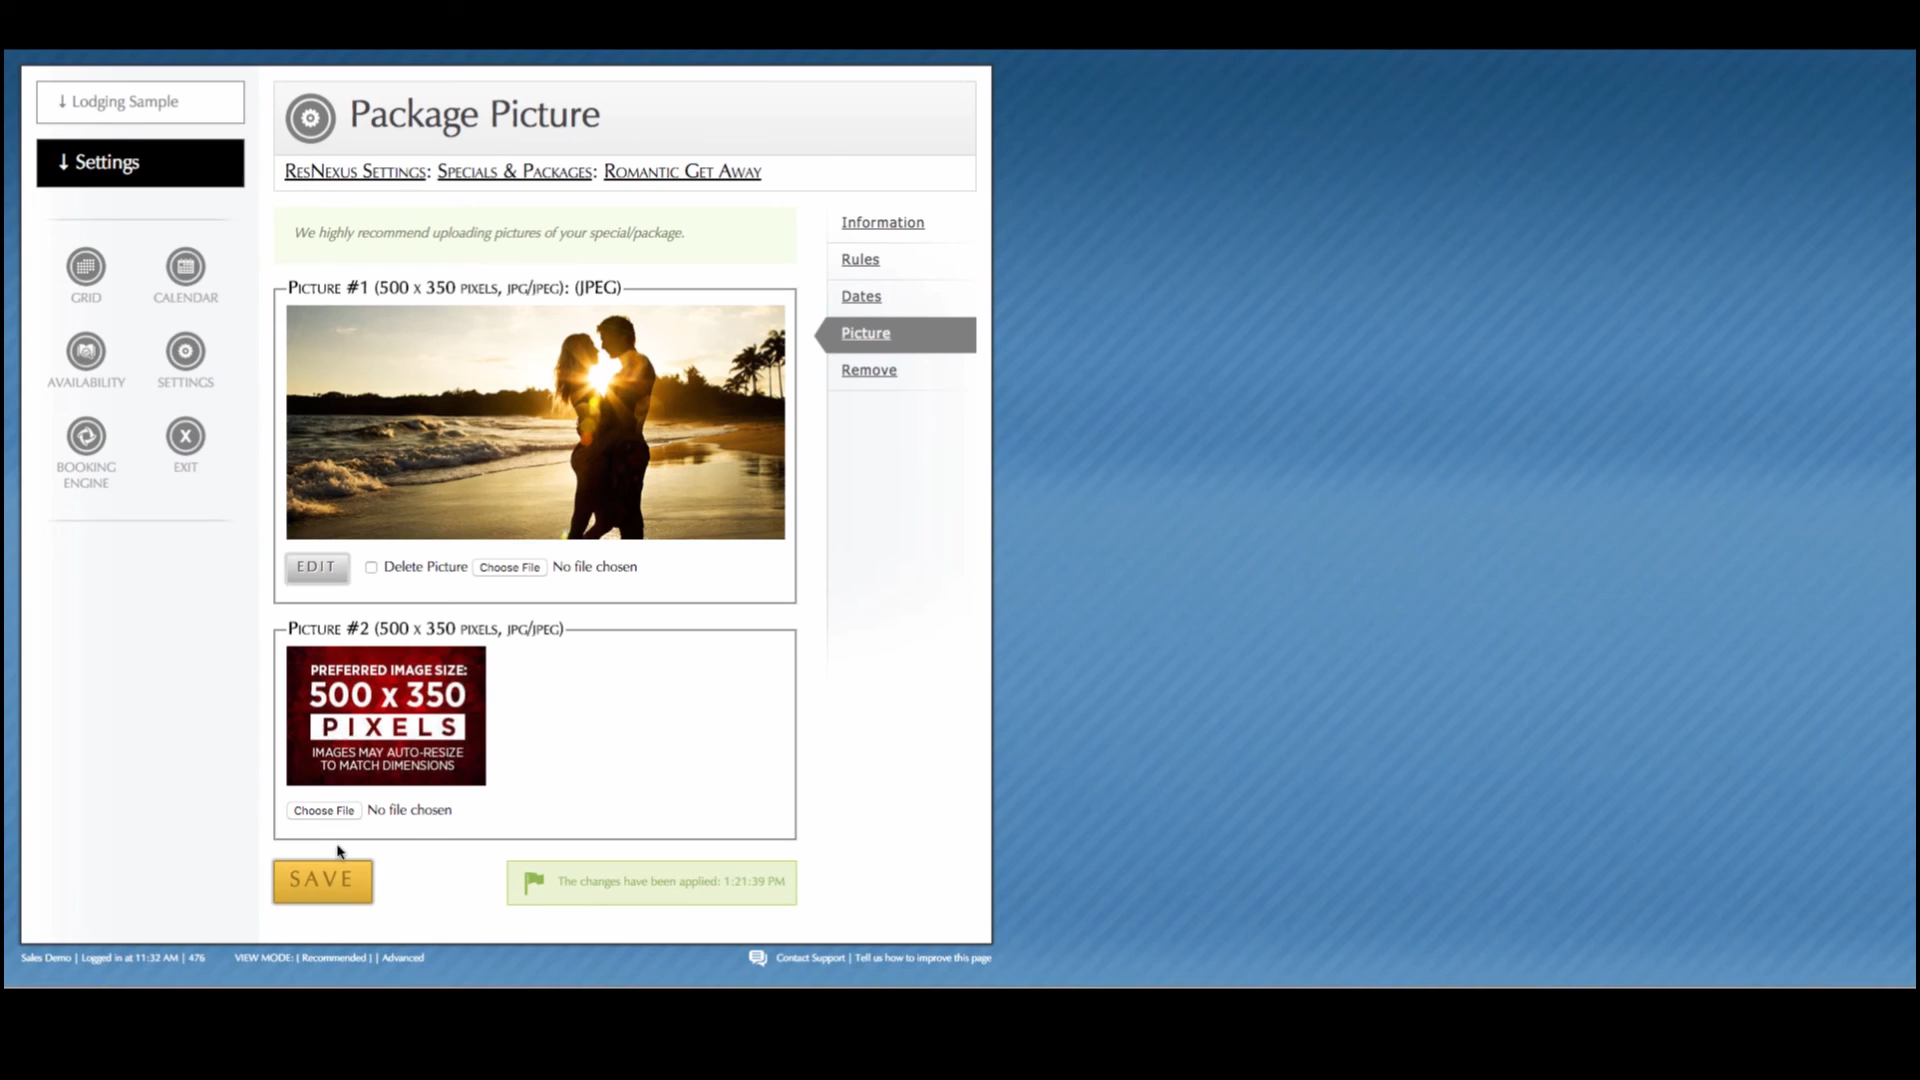 ↓ Lodging Sample
↓ Settings
GRID
CALENDAR
AVAILABILITY
SETTINGS
BOOKING
ENGINE
X
EXIT
Package Picture
ResNexus Settings: Specials & Packages: Romantic Get Away
We highly recommend uploading pictures of your special/package.
Picture #1 (500 x 350 pixels, jpg/jpeg): (JPEG)
EDIT
Delete Picture Choose File No file chosen
Picture #2 (500 x 350 pixels, jpg/jpeg)
PREFERRED IMAGE SIZE:
500 x 350
PIXELS
IMAGES MAY AUTO-RESIZE
TO MATCH DIMENSIONS
Choose File No file chosen
SAVE
The changes have been applied: 1:21:39 PM
Information
Rules
Dates
Picture
Remove
Sales Demo | Logged in at 11:32 AM | 476 VIEW MODE: [ Recommended ] | Advanced
Contact Support | Tell us how to improve this page